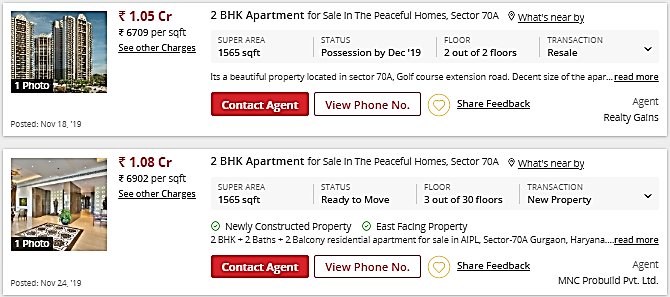 ₹ 1.05 Cr
₹ 6709 per sqft
See other Charges
1 Photo
Posted: Nov 18, '19
2 BHK Apartment for Sale In The Peaceful Homes, Sector 70A What's near by
SUPER AREA STATUS FLOOR TRANSACTION
1565 sqft Possession by Dec '19 2 out of 2 floors Resale
Its a beautiful property located in sector 70A, Golf course extension road. Decent size of the apar...read more
Contact Agent View Phone No. Share Feedback
Agent
Realty Gains
₹ 1.08 Cr
₹ 6902 per sqft
See other Charges
1 Photo
Posted: Nov 24, '19
2 BHK Apartment for Sale In The Peaceful Homes, Sector 70A What's near by
SUPER AREA STATUS FLOOR TRANSACTION
1565 sqft Ready to Move 3 out of 30 floors New Property
Newly Constructed Property East Facing Property
2 BHK + 2 Baths + 2 Balcony residential apartment for sale in AIPL, Sector-70A Gurgaon, Haryana....read more
Contact Agent View Phone No. Share Feedback
Agent
MNC Probuild Pvt. Ltd.